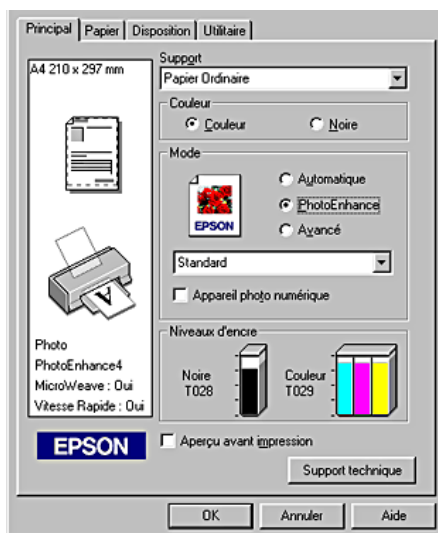 Principal Papier Disposition Utilitaire
A4 210 x 297 mm
Support
Papier Ordinaire
Couleur
Couleur Noire
Mode
EPSON
Automatique
PhotoEnhance
Avancé
Standard
Appareil photo numérique
Niveaux d'encre
Noire
T028
Couleur
T029
Photo
PhotoEnhance4
MicroWeave : Oui
Vitesse Rapide : Oui
EPSON
Aperçu avant impression
Support technique
OK Annuler Aide